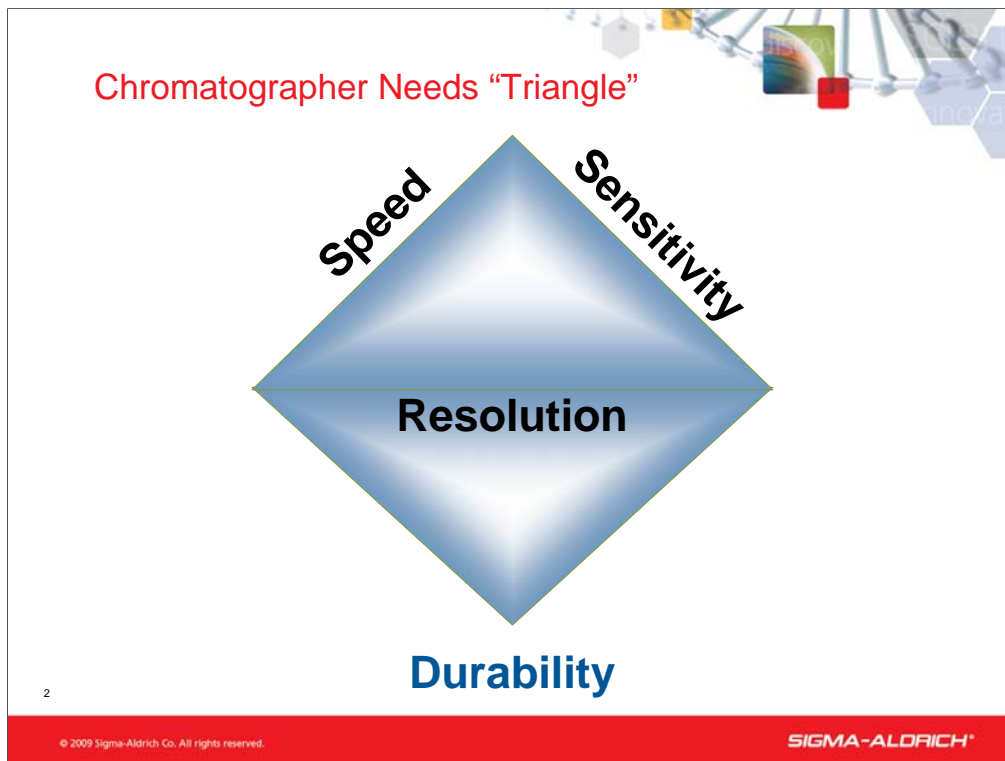 Chromatographer Needs “Triangle”
Speed
Sensitivity
Resolution
Durability
2
© 2009 Sigma-Aldrich Co. All rights reserved.
SIGMA-ALDRICH®